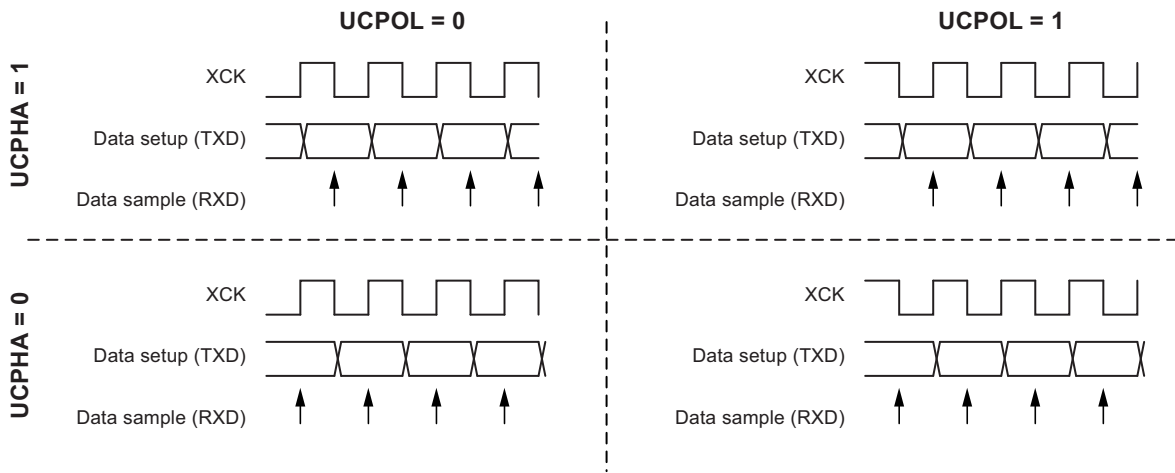 UCPOL = 0
UCPOL = 1
UCPHA = 1
XCK
Data setup (TXD)
Data sample (RXD)
XCK
Data setup (TXD)
Data sample (RXD)
UCPHA = 0
XCK
Data setup (TXD)
Data sample (RXD)
XCK
Data setup (TXD)
Data sample (RXD)